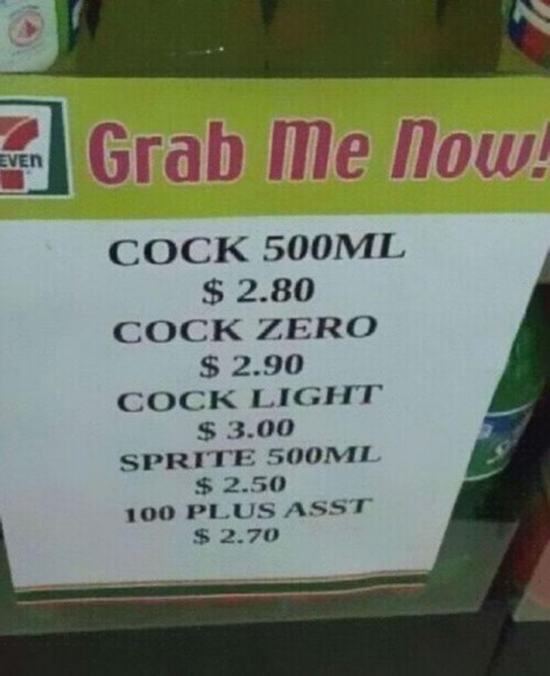 EVEn
Grab Me Now!
COCK 500ML
$ 2.80
COCK ZERO
$ 2.90
COCK LIGHT
$ 3.00
SPRITE 500ML
$ 2.50
100 PLUS ASST
$ 2.70